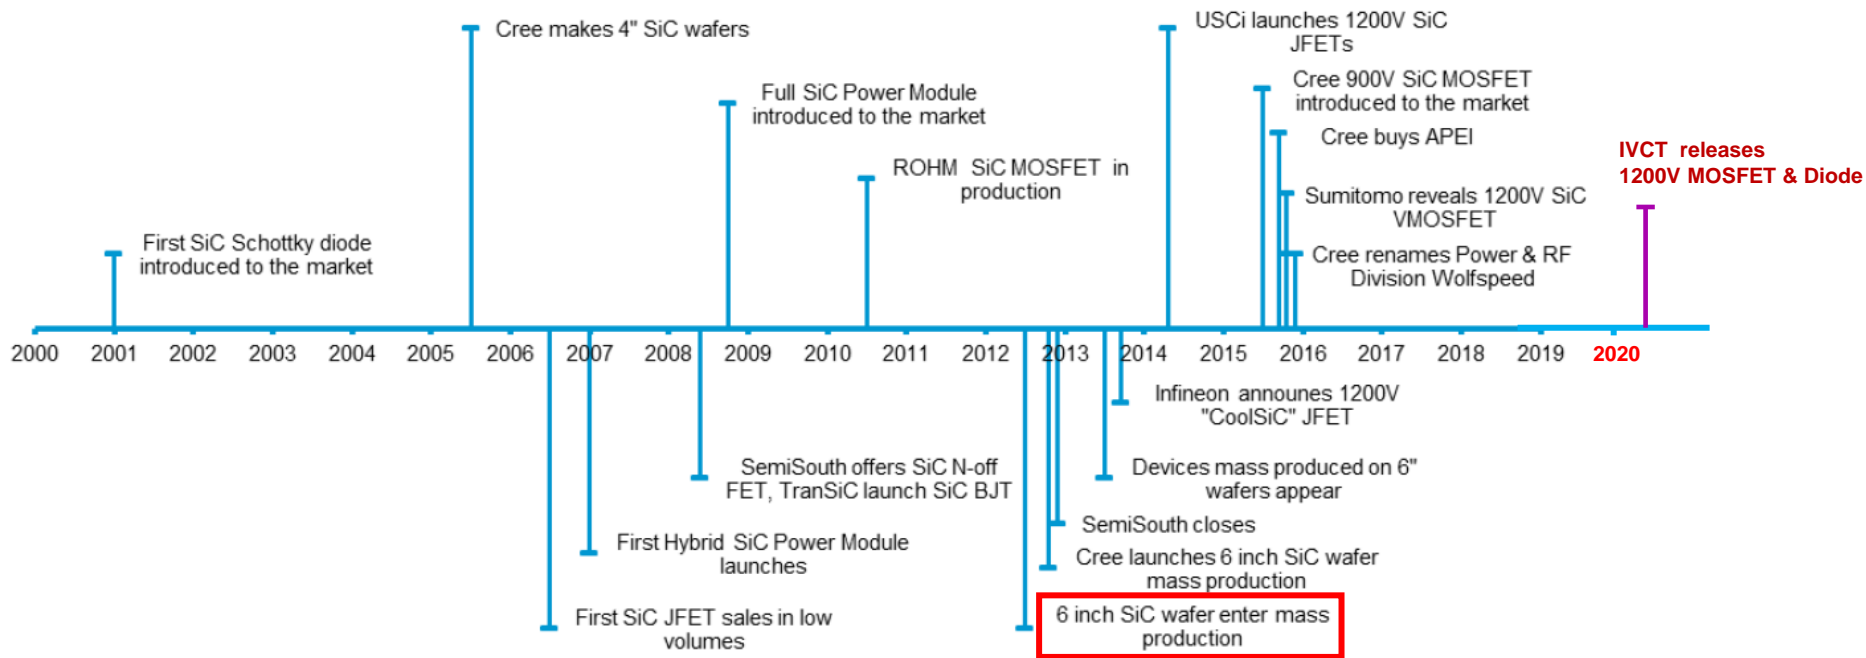 Cree makes 4" SiC wafers
USCi launches 1200V SiC
JFETs
Full SiC Power Module
introduced to the market
Cree 900V SiC MOSFET
introduced to the market
Cree buys APEI
IVCT releases
1200V MOSFET & Diode
ROHM SiC MOSFET in
production
Sumitomo reveals 1200V SiC
VMOSFET
First SiC Schottky diode
introduced to the market
Cree renames Power & RF
Division Wolfspeed
2000 2001 2002 2003 2004 2005 2006 2007 2008 2009 2010 2011 2012 2013 2014 2015 2016 2017 2018 2019 2020
Infineon announes 1200V
"CoolSiC" JFET
SemiSouth offers SiC N-off
FET, TranSiC launch SiC BJT
Devices mass produced on 6"
wafers appear
SemiSouth closes
First Hybrid SiC Power Module
launches
Cree launches 6 inch SiC wafer
mass production
First SiC JFET sales in low
volumes
6 inch SiC wafer enter mass
production